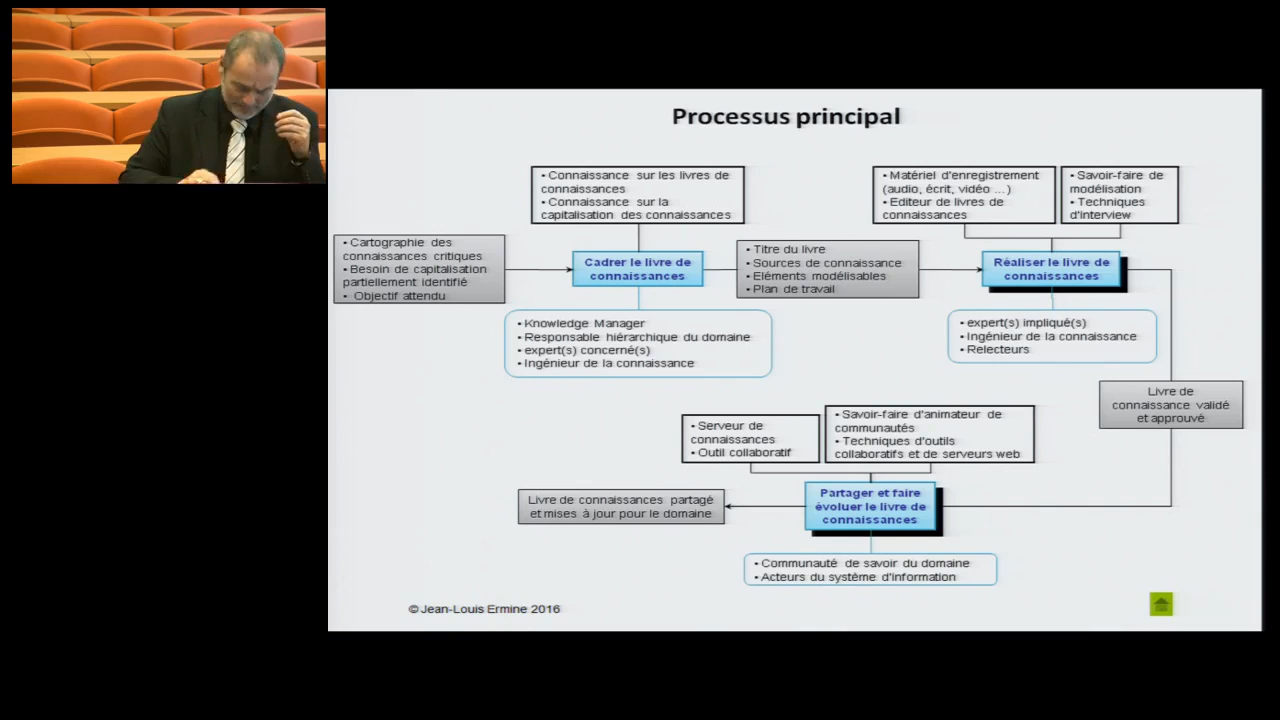 Processus principal
• Connaissance sur les livres de
connaissances
• Connaissance sur la
capitalisation des connaissances
• Matériel d'enregistrement
(audio, écrit, vidéo ...)
• Editeur de livres de
connaissances
• Savoir-faire de
modélisation
• Techniques
d'interview
• Cartographie des
connaissances critiques
• Besoin de capitalisation
partiellement identifié
• Objectif attendu
Cadrer le livre de
connaissances
• Titre du livre
• Sources de connaissance
• Eléments modélisables
• Plan de travail
Réaliser le livre de
connaissances
• Knowledge Manager
• Responsable hiérarchique du domaine
• expert(s) concerné(s)
• Ingénieur de la connaissance
• expert(s) impliqué(s)
• Ingénieur de la connaissance
• Relecteurs
Livre de
connaissance validé
et approuvé
• Serveur de
connaissances
• Outil collaboratif
• Savoir-faire d'animateur de
communautés
• Techniques d'outils
collaboratifs et de serveurs web
Livre de connaissances partagé
et mises à jour pour le domaine
Partager et faire
évoluer le livre de
connaissances
• Communauté de savoir du domaine
• Acteurs du système d'information
© Jean-Louis Ermine 2016